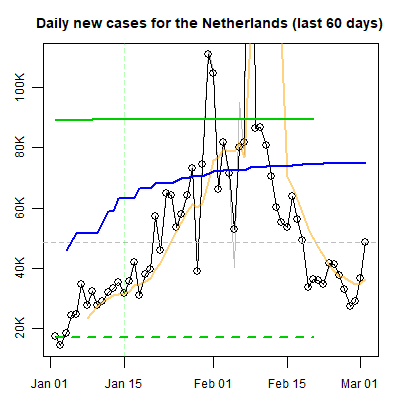 Daily new cases for the Netherlands (last 60 days)
100K
80K
60K
40K
20K
Jan 01 Jan 15 Feb 01 Feb 15 Mar 01